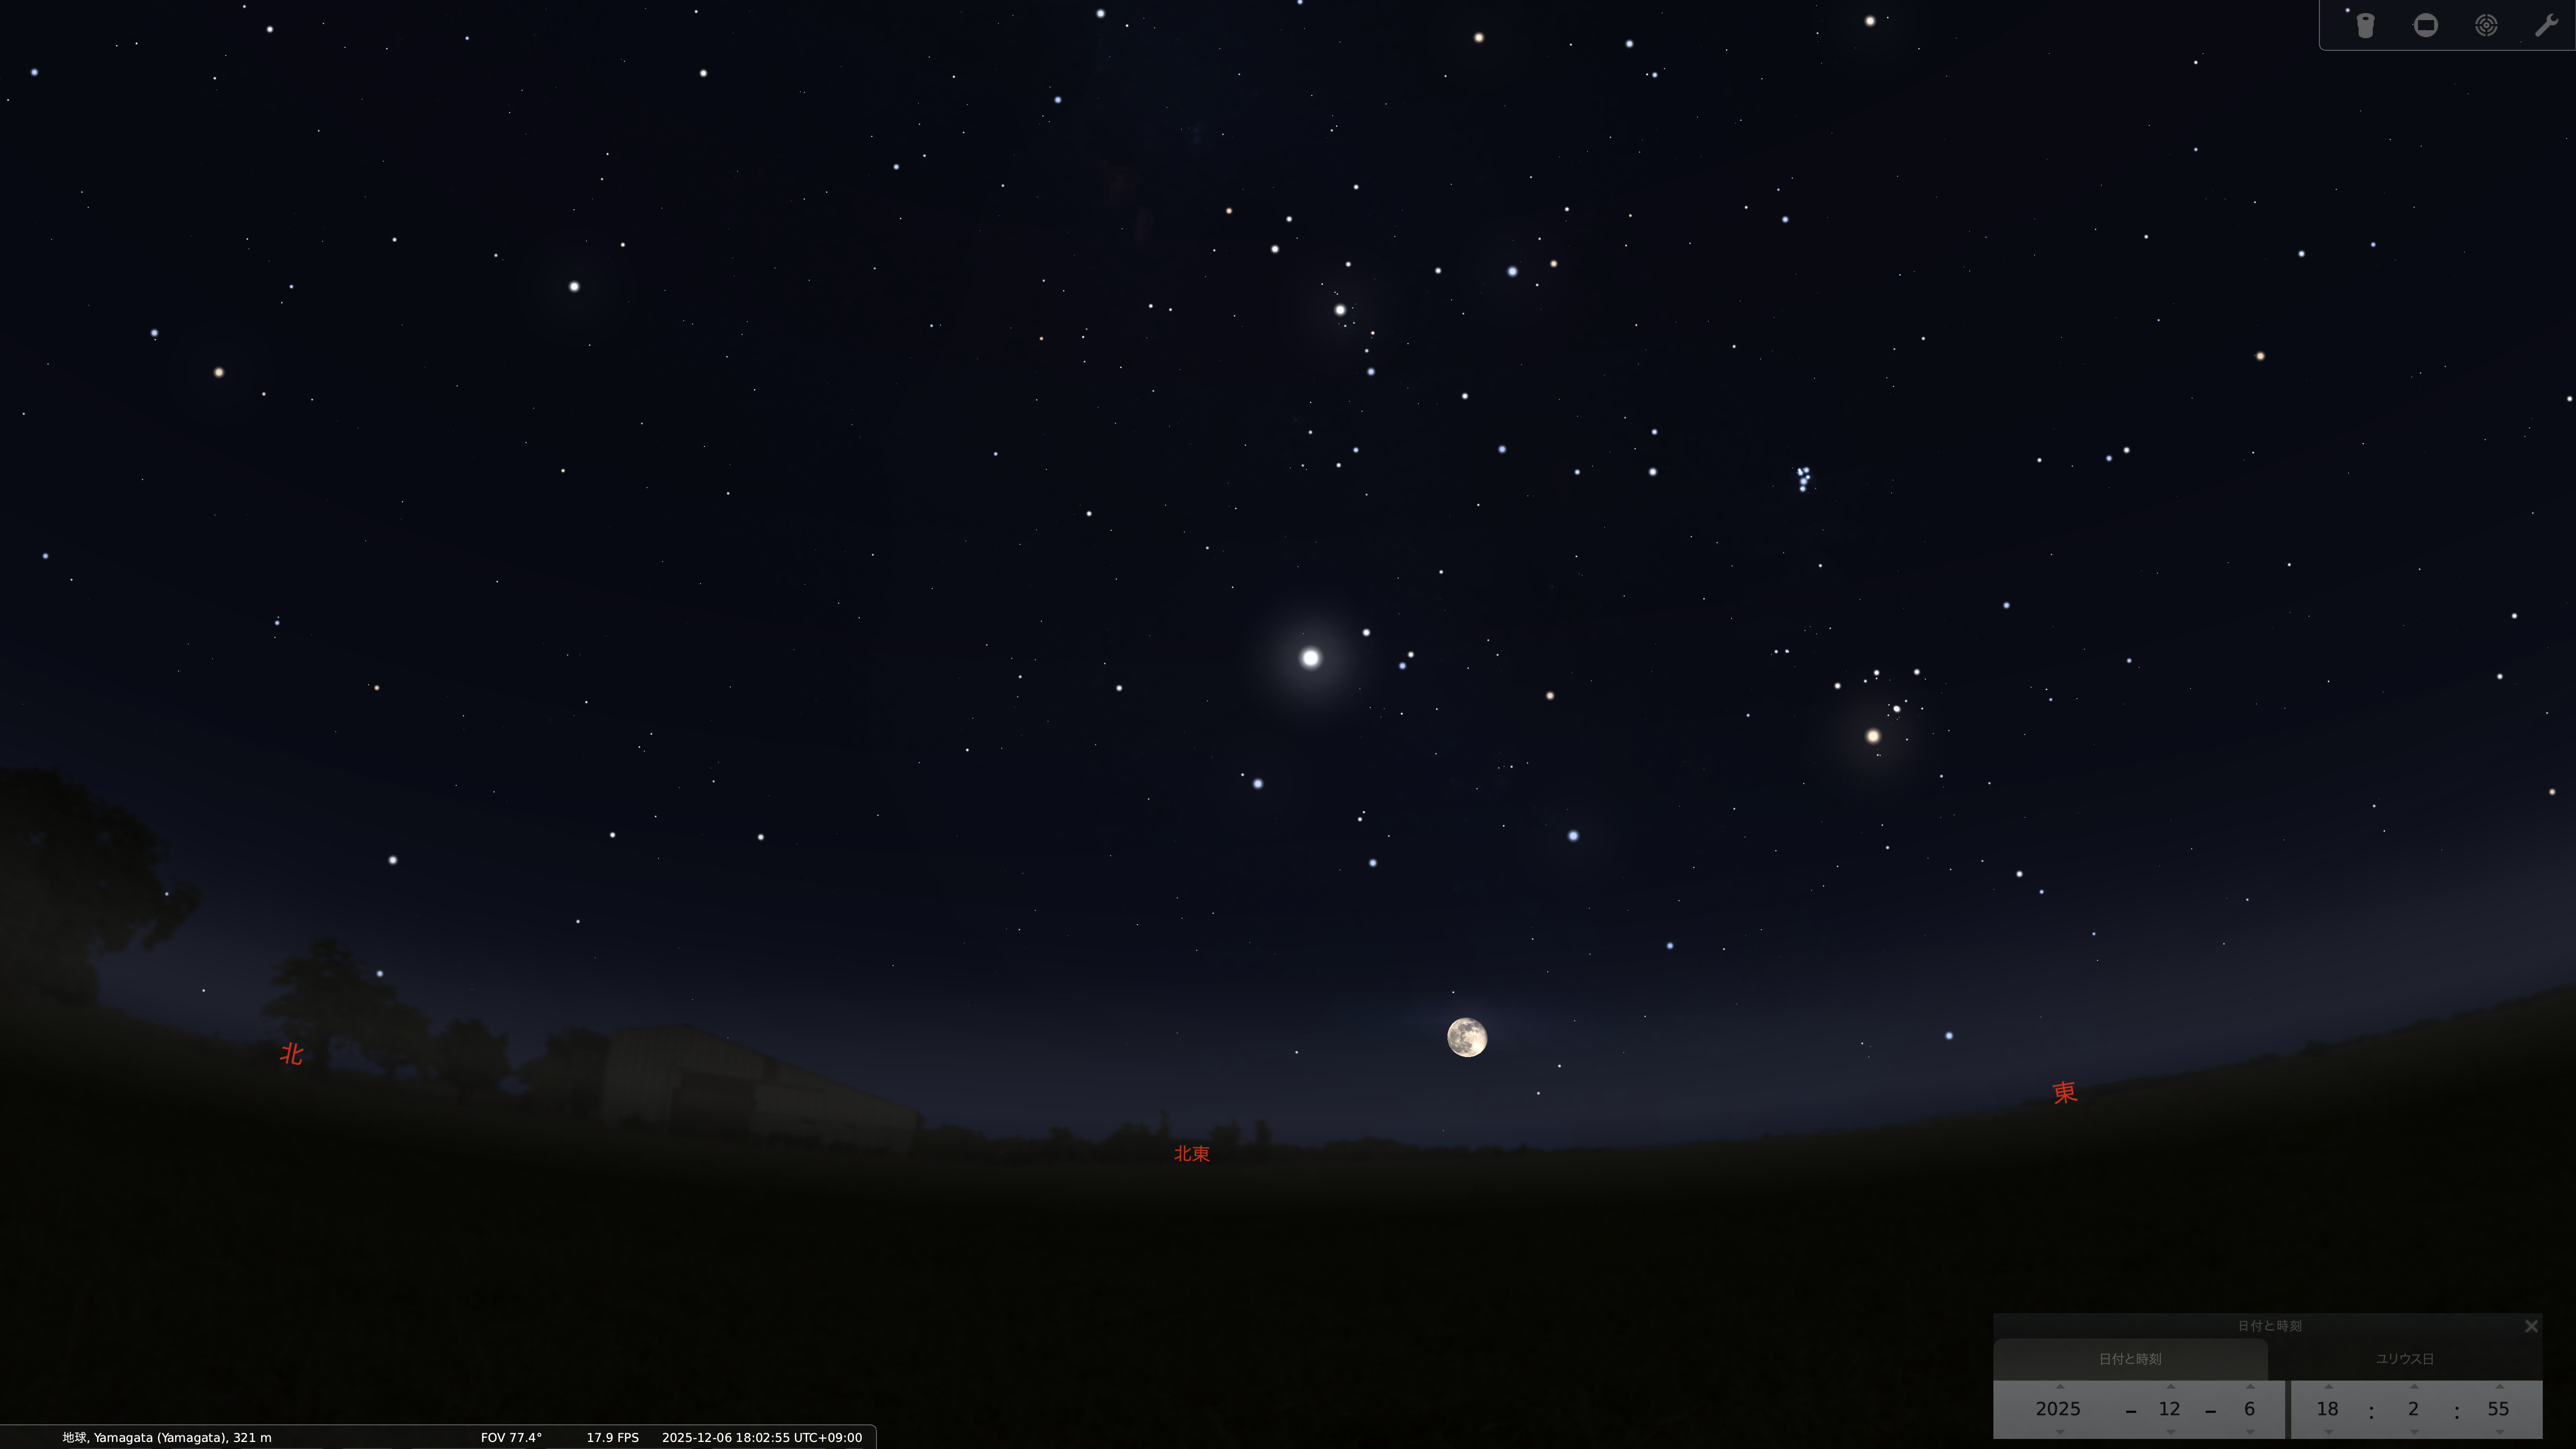 北
東
北東
日付と時刻
日付と時刻 ユリウス日
2025 - 12 - 6 18 : 2 : 55
地球, Yamagata (Yamagata), 321 m FOV 77.4° 17.9 FPS 2025-12-06 18:02:55 UTC+09:00